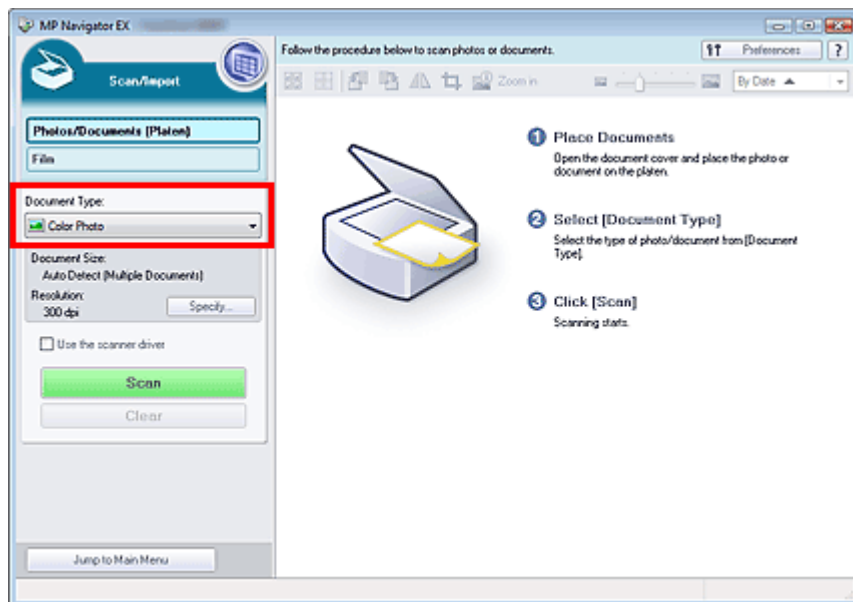 MP Navigator EX
Scan/Import
Follow the procedure below to scan photos or documents.
Preferences
?
Zoom in
By Date
Photos/Documents (Platen)
Film
Document Type:
Color Photo
Document Size:
Auto Detect (Multiple Documents)
Resolution:
300 dpi
Specify...
Use the scanner driver
Scan
Clear
Jump to Main Menu
1 Place Documents
Open the document cover and place the photo or
document on the platen.
2 Select [Document Type]
Select the type of photo/document from [Document
Type].
3 Click [Scan]
Scanning starts.